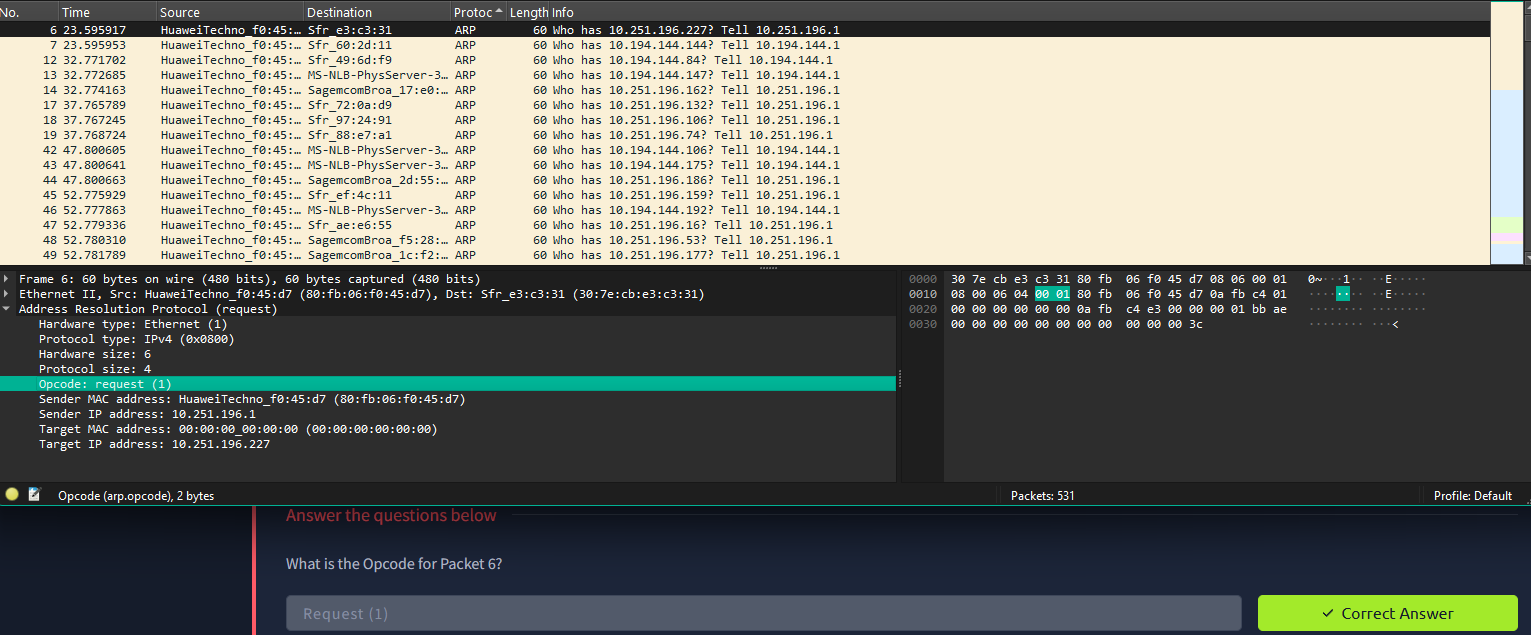 No. Time Source Destination Protoc Length Info
6 23.595917 HuaweiTechno_f0:45:… Sfr_e3:c3:31 ARP 60 Who has 10.251.196.227? Tell 10.251.196.1
7 23.595953 HuaweiTechno_f0:45:… Sfr_60:2d:11 ARP 60 Who has 10.194.144.144? Tell 10.194.144.1
12 32.771702 HuaweiTechno_f0:45:… Sfr_49:6d:f9 ARP 60 Who has 10.194.144.84? Tell 10.194.144.1
13 32.772685 HuaweiTechno_f0:45:… MS-NLB-PhysServer-3… ARP 60 Who has 10.194.144.147? Tell 10.194.144.1
14 32.774163 HuaweiTechno_f0:45:… SagemcomBroa_17:e0:… ARP 60 Who has 10.251.196.162? Tell 10.251.196.1
17 37.765789 HuaweiTechno_f0:45:… Sfr_72:0a:d9 ARP 60 Who has 10.251.196.132? Tell 10.251.196.1
18 37.767245 HuaweiTechno_f0:45:… Sfr_97:24:91 ARP 60 Who has 10.251.196.106? Tell 10.251.196.1
19 37.768724 HuaweiTechno_f0:45:… Sfr_88:e7:a1 ARP 60 Who has 10.251.196.74? Tell 10.251.196.1
42 47.800605 HuaweiTechno_f0:45:… MS-NLB-PhysServer-3… ARP 60 Who has 10.194.144.106? Tell 10.194.144.1
43 47.800641 HuaweiTechno_f0:45:… MS-NLB-PhysServer-3… ARP 60 Who has 10.194.144.175? Tell 10.194.144.1
44 47.800663 HuaweiTechno_f0:45:… SagemcomBroa_2d:55:… ARP 60 Who has 10.251.196.186? Tell 10.251.196.1
45 52.775929 HuaweiTechno_f0:45:… Sfr_ef:4c:11 ARP 60 Who has 10.251.196.159? Tell 10.251.196.1
46 52.777863 HuaweiTechno_f0:45:… MS-NLB-PhysServer-3… ARP 60 Who has 10.194.144.192? Tell 10.194.144.1
47 52.779336 HuaweiTechno_f0:45:… Sfr_ae:e6:55 ARP 60 Who has 10.251.196.16? Tell 10.251.196.1
48 52.780310 HuaweiTechno_f0:45:… SagemcomBroa_f5:28:… ARP 60 Who has 10.251.196.53? Tell 10.251.196.1
49 52.781789 HuaweiTechno_f0:45:… SagemcomBroa_1c:f2:… ARP 60 Who has 10.251.196.177? Tell 10.251.196.1
Frame 6: 60 bytes on wire (480 bits), 60 bytes captured (480 bits)
Ethernet II, Src: HuaweiTechno_f0:45:d7 (80:fb:06:f0:45:d7), Dst: Sfr_e3:c3:31 (30:7e:cb:e3:c3:31)
Address Resolution Protocol (request)
Hardware type: Ethernet (1)
Protocol type: IPv4 (0x0800)
Hardware size: 6
Protocol size: 4
Opcode: request (1)
Sender MAC address: HuaweiTechno_f0:45:d7 (80:fb:06:f0:45:d7)
Sender IP address: 10.251.196.1
Target MAC address: 00:00:00_00:00:00 (00:00:00:00:00:00)
Target IP address: 10.251.196.227
0000 30 7e cb e3 c3 31 80 fb 06 f0 45 d7 08 06 00 01 0~···1·· ··E·····
0010 08 00 06 04 00 01 80 fb 06 f0 45 d7 0a fb c4 01 ········ ··E·····
0020 00 00 00 00 00 00 0a fb c4 e3 00 00 00 01 bb ae ········ ········
0030 00 00 00 00 00 00 00 00 00 00 00 3c ········ ···<
Opcode (arp.opcode), 2 bytes
Packets: 531
Profile: Default
Answer the questions below
What is the Opcode for Packet 6?
Request (1)
✓ Correct Answer